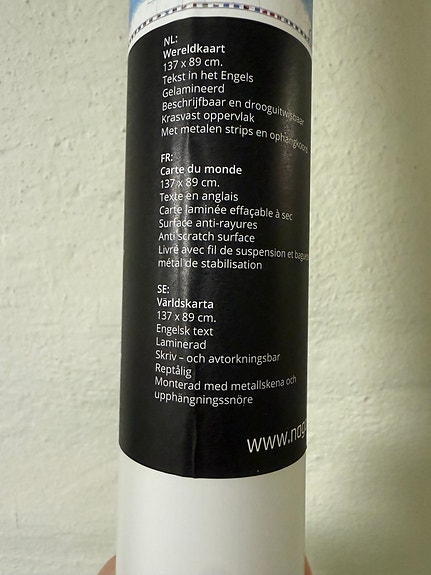 NL:
Wereldkaart
137 x 89 cm.
Tekst in het Engels
Gelamineerd
Beschrijfbaar en drooguitwisbaar
Krasvast oppervlak
Met metalen strips en ophangkoord
FR:
Carte du monde
137 x 89 cm.
Texte en anglais
Carte laminée effaçable à sec
Surface anti-rayures
Anti scratch surface
Livré avec fil de suspension et
métal de stabilisation
SE:
Världskarta
137 x 89 cm.
Engelsk text
Laminerad
Skriv – och avtorkningsbar
Reptålig
Monterad med metallskena och
upphängningssnöre